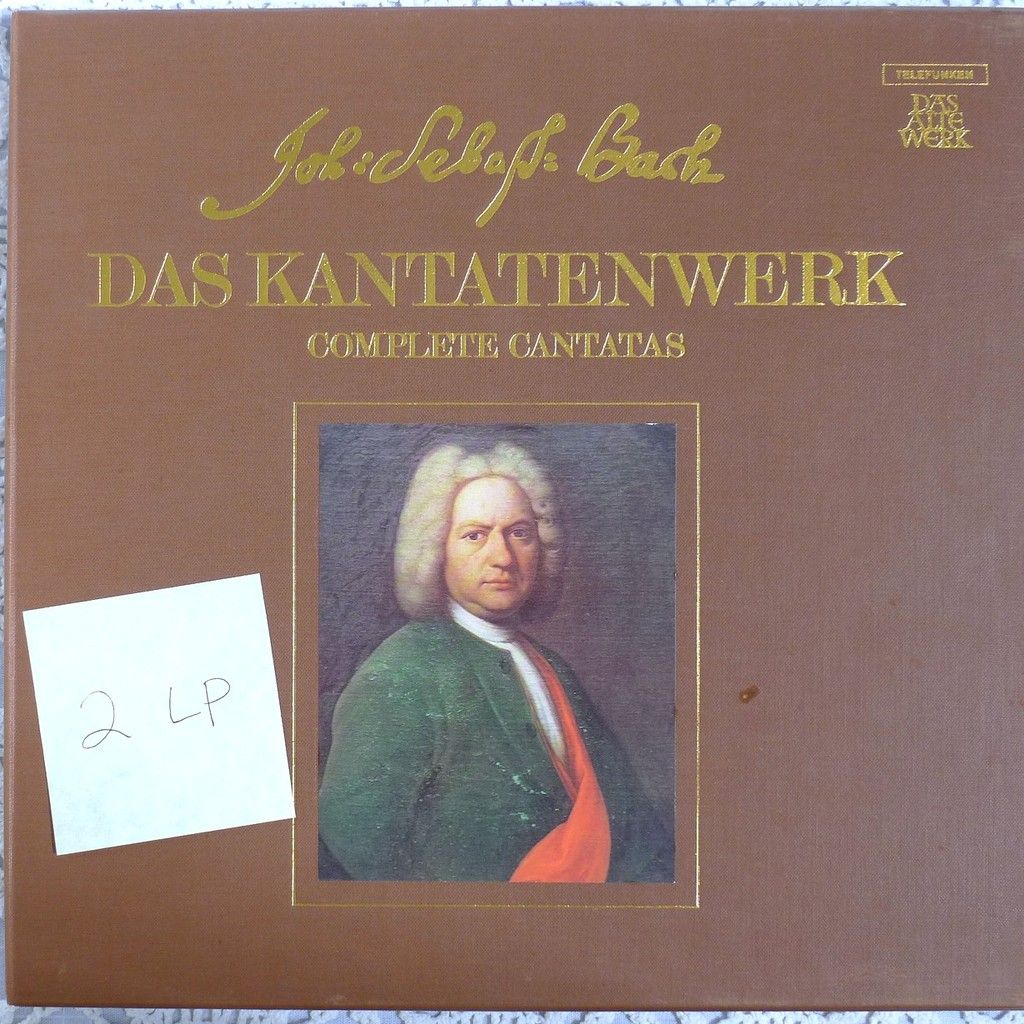 TELEFUNKEN
DAS
ALTE
WERK
Joh: Sebast: Bach
DAS KANTATENWERK
COMPLETE CANTATAS
2 LP